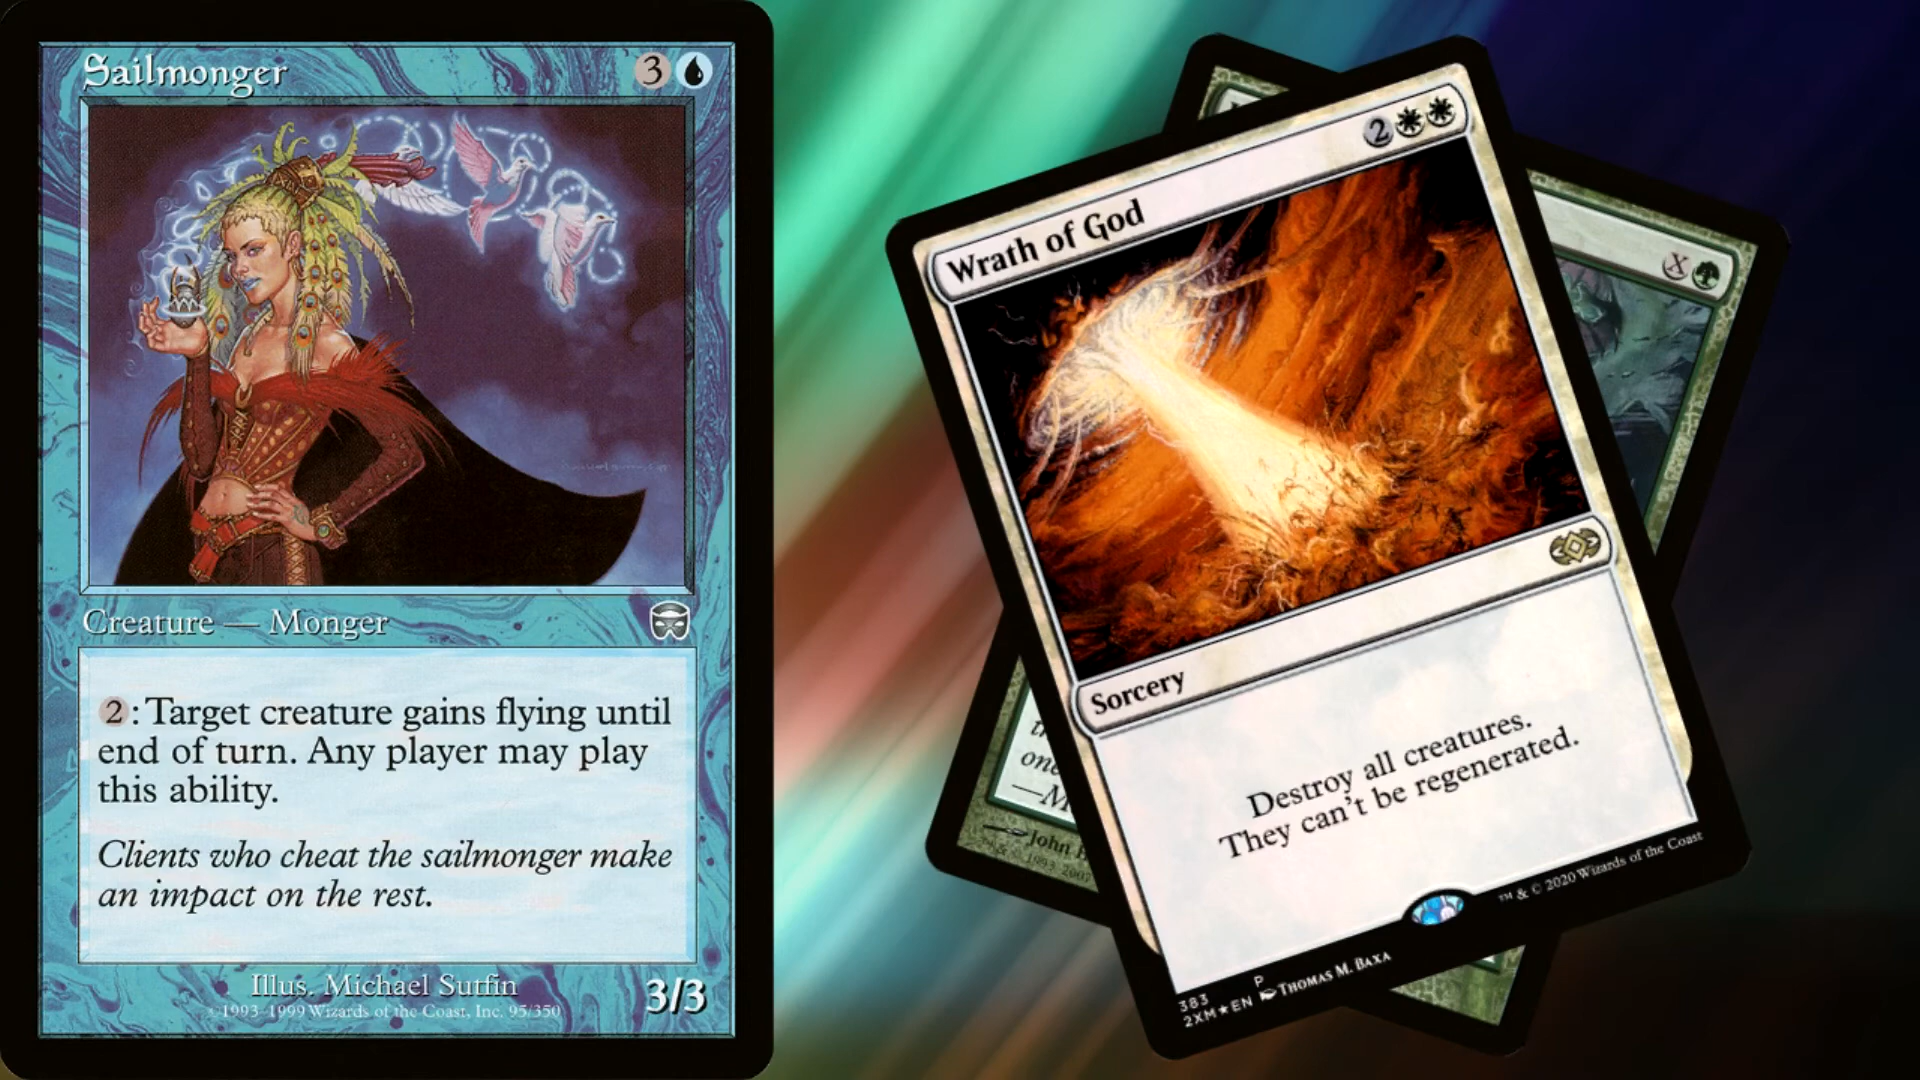 Sailmonger
3
Creature — Monger
2: Target creature gains flying until
end of turn. Any player may play
this ability.
Clients who cheat the sailmonger make
an impact on the rest.
Illus. Michael Sutfin
© 1993-1999 Wizards of the Coast, Inc. 95/350
3/3
2
Wrath of God
Sorcery
Destroy all creatures.
They can't be regenerated.
™ & © 2020 Wizards of the Coast
383 P
2XM★EN THOMAS M. BAXA
X
one
—M
John